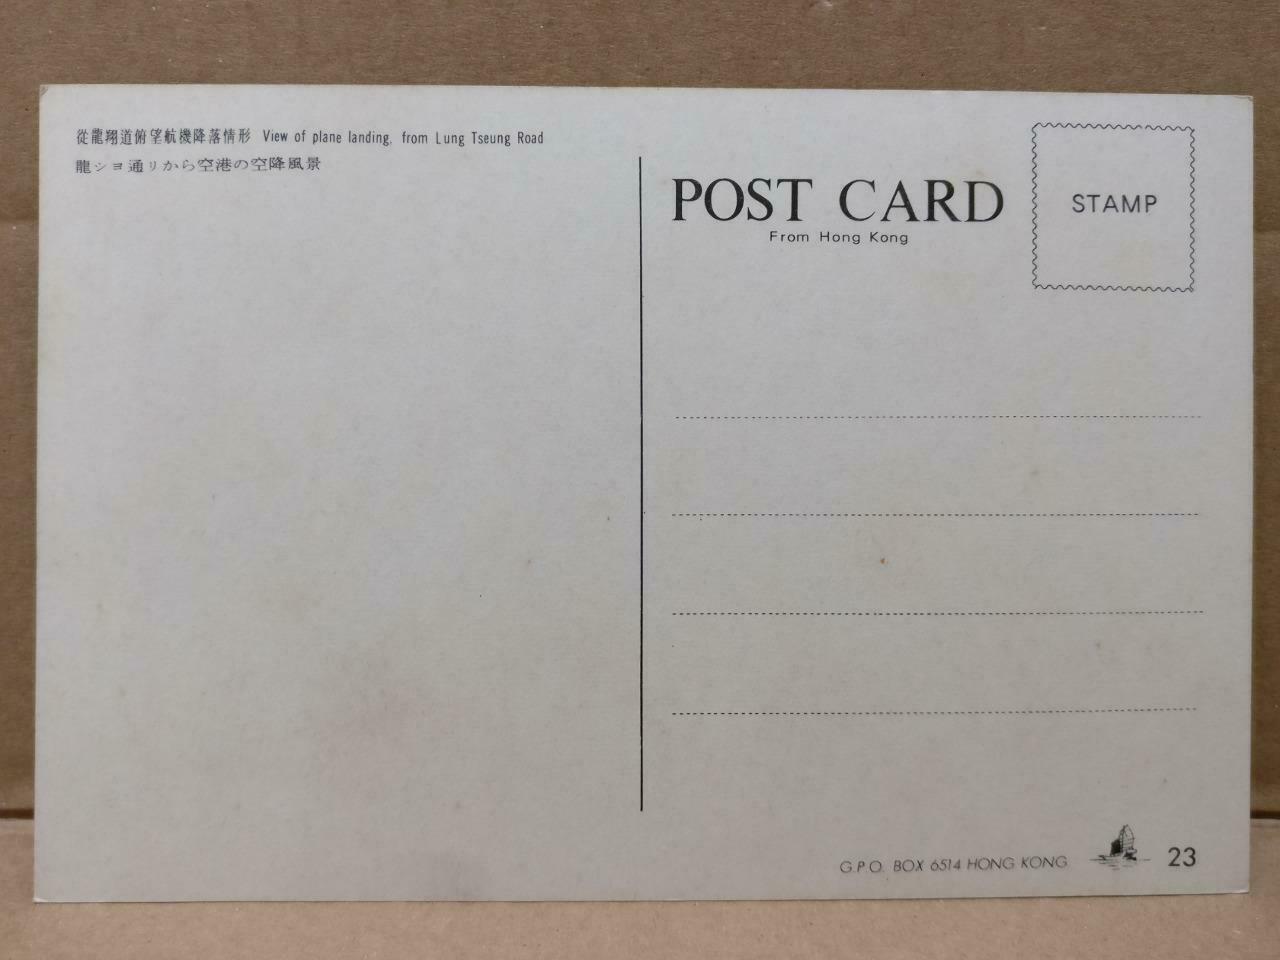 從龍翔道俯望航機降落情形 View of plane landing, from Lung Tseung Road
龍ショ通リから空港の空降風景
POST CARD
From Hong Kong
STAMP
G.P.O. BOX 6514 HONG KONG
23